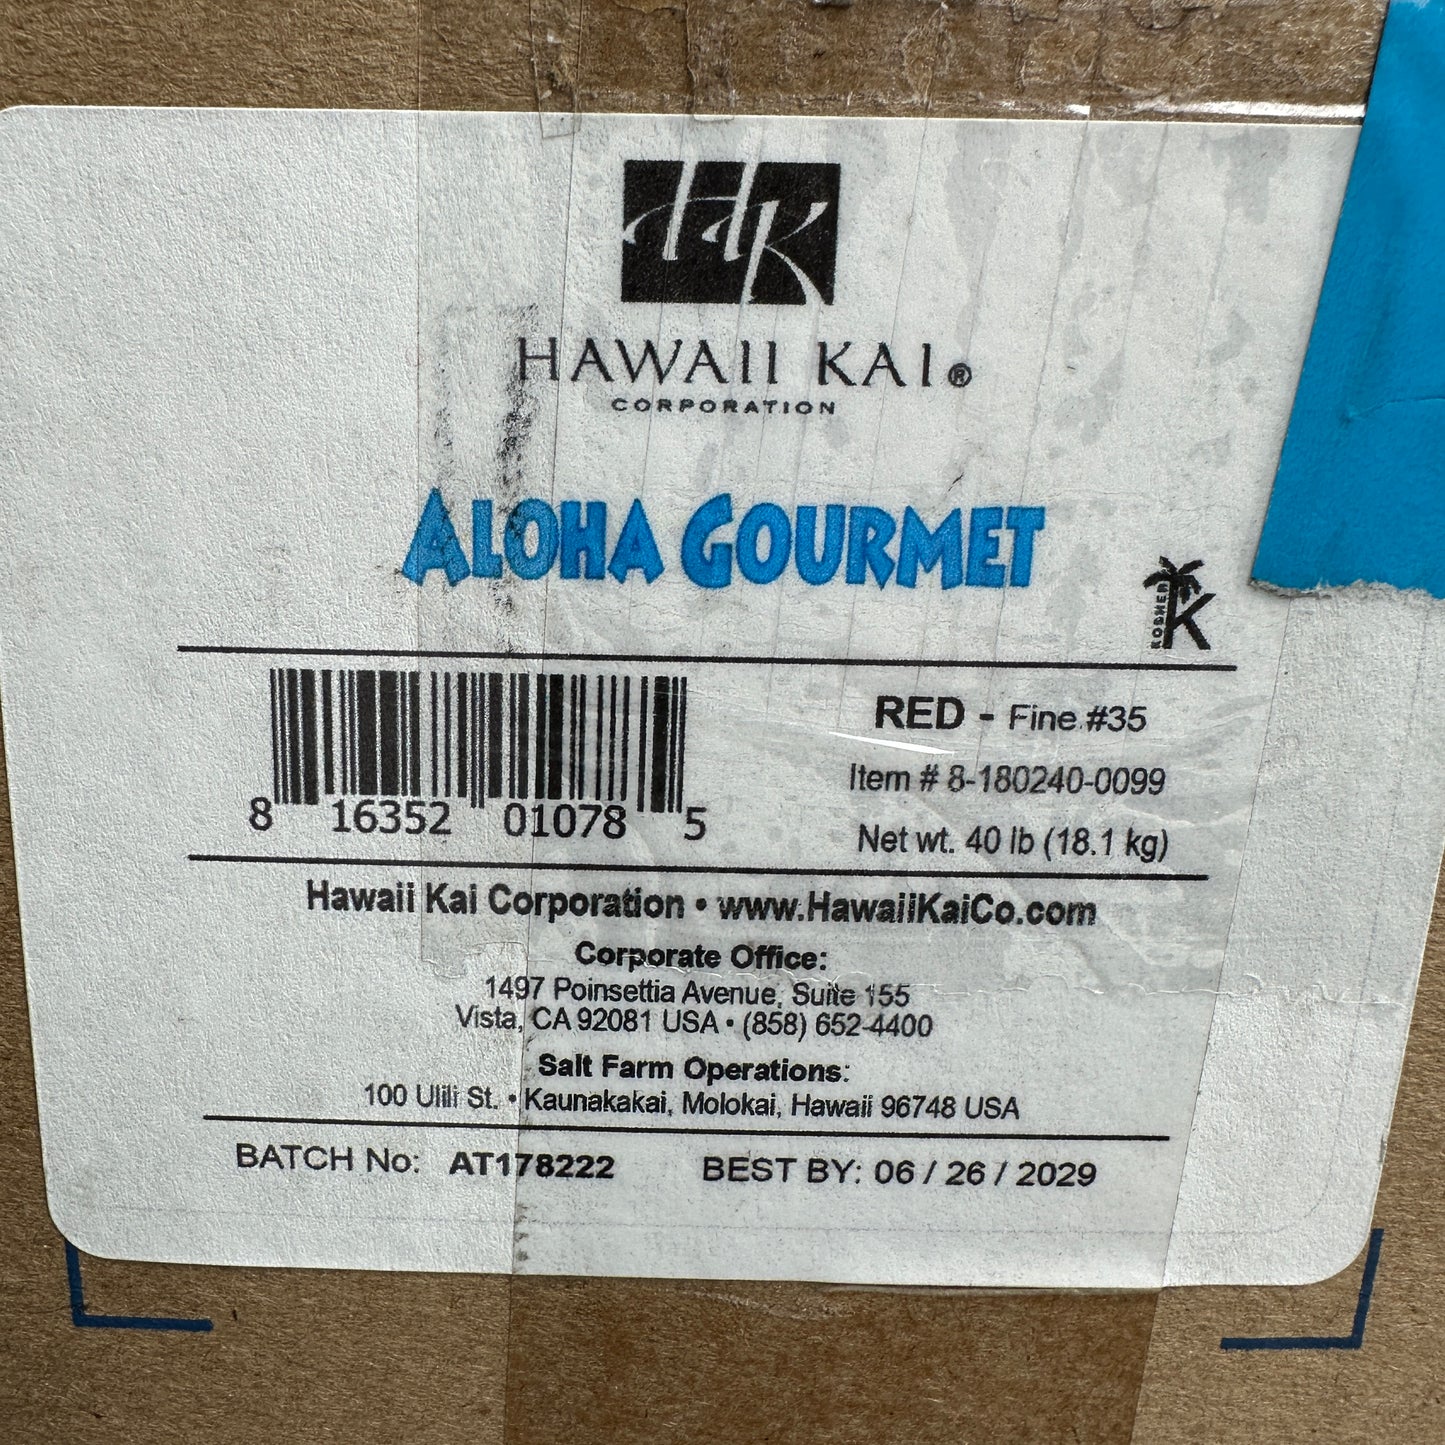 HK
HAWAII KAI®
CORPORATION
ALOHA GOURMET
KOSHER K
RED - Fine #35
Item # 8-180240-0099
Net wt. 40 lb (18.1 kg)
8 16352 01078 5
Hawaii Kai Corporation • www.HawaiiKaiCo.com
Corporate Office:
1497 Poinsettia Avenue, Suite 155
Vista, CA 92081 USA • (858) 652-4400
Salt Farm Operations:
100 Ulili St. • Kaunakakai, Molokai, Hawaii 96748 USA
BATCH No: AT178222 BEST BY: 06 / 26 / 2029